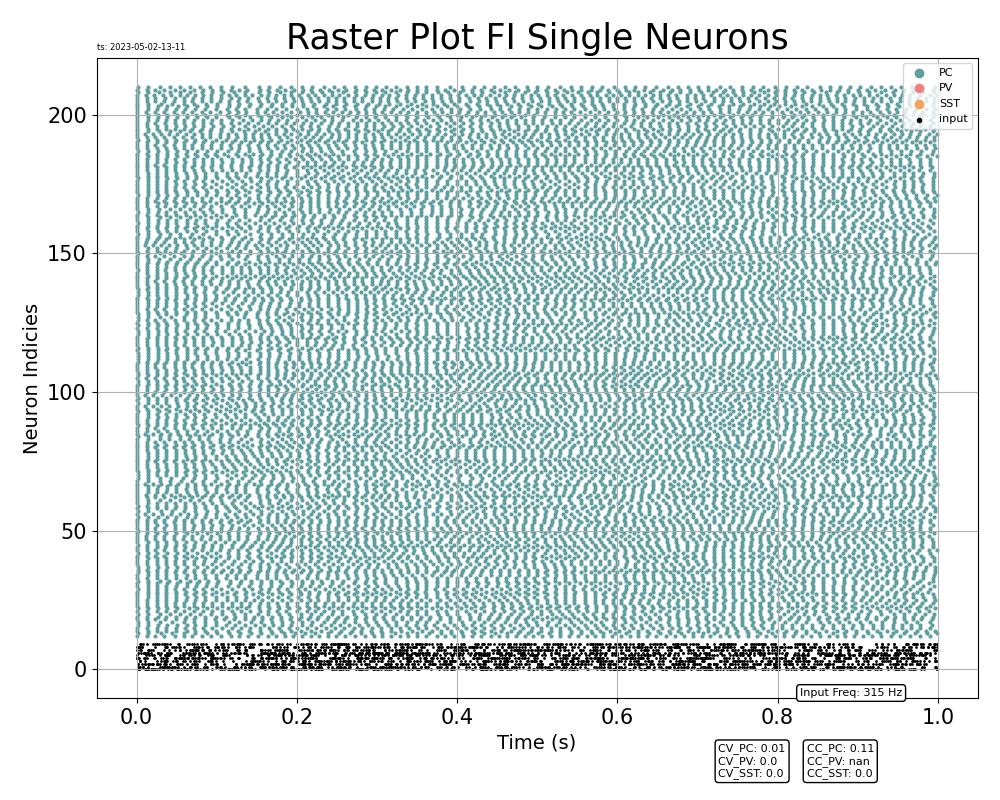 Raster Plot FI Single Neurons
ts: 2023-05-02-13-11
PC
PV
SST
input
200
150
100
50
0
Neuron Indicies
Input Freq: 315 Hz
0.0 0.2 0.4 0.6 0.8 1.0
Time (s)
CV_PC: 0.01
CV_PV: 0.0
CV_SST: 0.0
CC_PC: 0.11
CC_PV: nan
CC_SST: 0.0